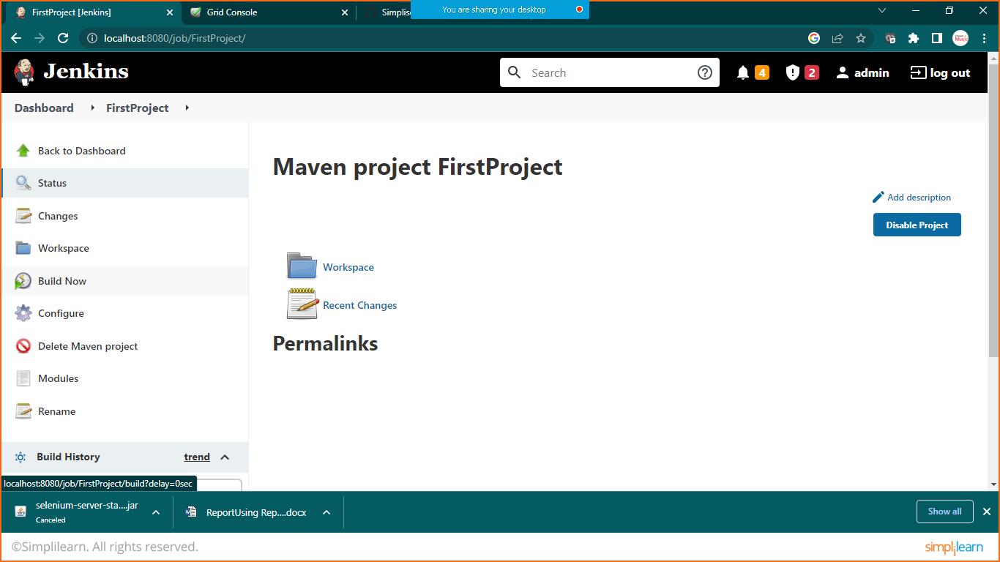 FirstProject [Jenkins]
Grid Console
Simplis
You are sharing your desktop
localhost:8080/job/FirstProject/
Jenkins
Search
4
2
admin
log out
Dashboard
FirstProject
Back to Dashboard
Status
Changes
Workspace
Build Now
Configure
Delete Maven project
Modules
Rename
Build History
trend
Maven project FirstProject
Add description
Disable Project
Workspace
Recent Changes
Permalinks
localhost:8080/job/FirstProject/build?delay=0sec
selenium-server-sta....jar
Canceled
ReportUsing Rep....docx
Show all
©Simplilearn. All rights reserved.
simplilearn